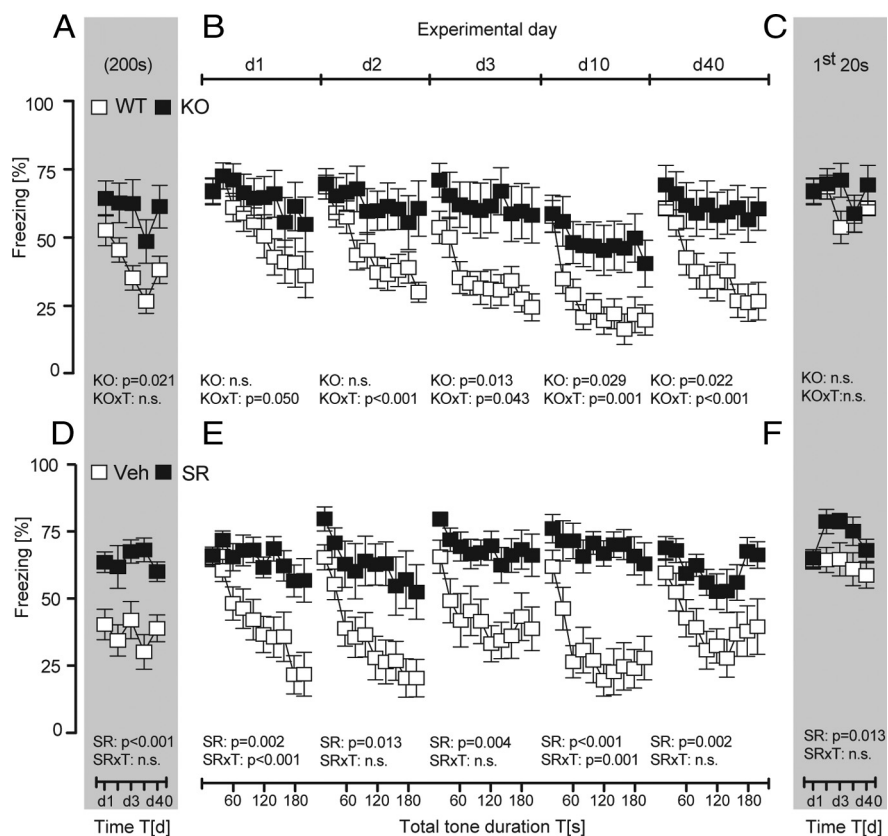 A
B
Experimental day
C
(200s)
d1 d2 d3 d10 d40
1st 20s
WT KO
100
75
50
25
0
Freezing [%]
KO: p=0.021
KOxT: n.s.
KO: n.s.
KOxT: p=0.050
KO: n.s.
KOxT: p<0.001
KO: p=0.013
KOxT: p=0.043
KO: p=0.029
KOxT: p=0.001
KO: p=0.022
KOxT: p<0.001
KO: n.s.
KOxT:n.s.
D
E
F
Veh SR
100
75
50
25
0
Freezing [%]
SR: p<0.001
SRxT: n.s.
SR: p=0.002
SRxT: p<0.001
SR: p=0.013
SRxT: n.s.
SR: p=0.004
SRxT: n.s.
SR: p<0.001
SRxT: p=0.001
SR: p=0.002
SRxT: n.s.
SR: p=0.013
SRxT: n.s.
d1 d3 d40
Time T[d]
60 120 180 60 120 180 60 120 180 60 120 180 60 120 180
Total tone duration T[s]
d1 d3 d40
Time T[d]